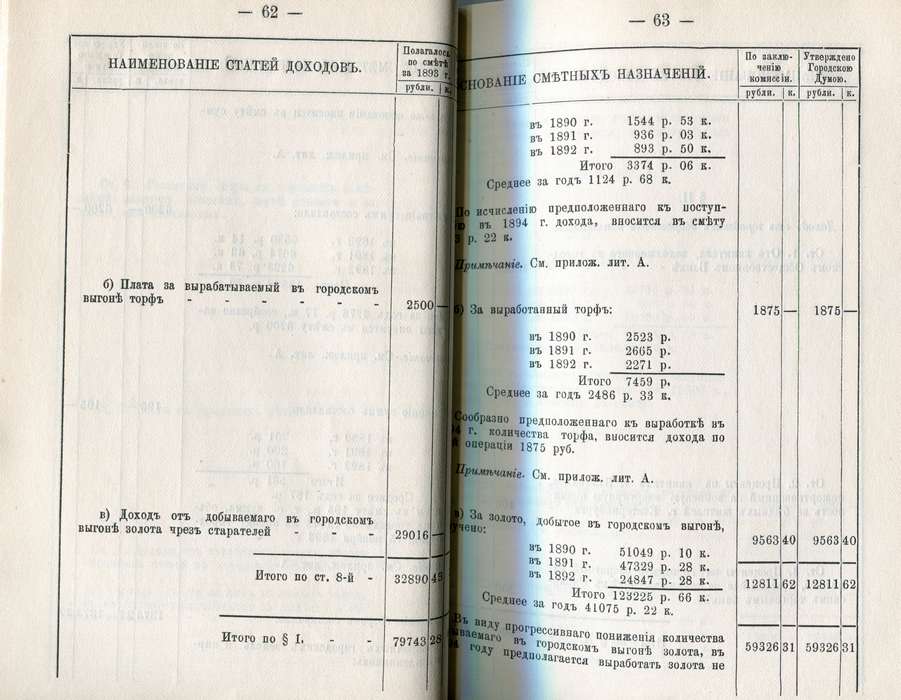 — 62 —
НАИМЕНОВАНІЕ СТАТЕЙ ДОХОДОВЪ.
Полагалось
по смѣтѣ
за 1893 г.
рубли. к.
б) Плата за вырабатываемый въ городскомъ
выгонѣ торфъ - - - - - - 2500 —
в) Доходъ отъ добываемаго въ городскомъ
выгонѣ золота чрезъ старателей - - - 29016 —
Итого по ст. 8-й - 32890 43
Итого по § I. - - 79743 28
— 63 —
СНОВАНІЕ СМѢТНЫХЪ НАЗНАЧЕНІЙ.
По заклю-
ченію
комиссіи.
рубли. к.
Утверждено
Городскою
Думою.
рубли. к.
въ 1890 г. 1544 р. 53 к.
въ 1891 г. 936 р. 03 к.
въ 1892 г. 893 р. 50 к.
Итого 3374 р. 06 к.
Среднее за годъ 1124 р. 68 к.
По исчисленію предположеннаго къ поступ-
ю въ 1894 г. дохода, вносится въ смѣту
р. 22 к.
Примѣчаніе. См. прилож. лит. А.
б) За выработанный торфъ: 1875 — 1875 —
въ 1890 г. 2523 р.
въ 1891 г. 2665 р.
въ 1892 г. 2271 р.
Итого 7459 р.
Среднее за годъ 2486 р. 33 к.
Сообразно предположеннаго къ выработкѣ въ
4 г. количества торфа, вносится дохода по
операціи 1875 руб.
Примѣчаніе. См. прилож. лит. А.
в) За золото, добытое въ городскомъ выгонѣ,
чено: 9563 40 9563 40
въ 1890 г. 51049 р. 10 к.
въ 1891 г. 47329 р. 28 к.
въ 1892 г. 24847 р. 28 к. 12811 62 12811 62
Итого 123225 р. 66 к.
Среднее за годъ 41075 р. 22 к.
Въ виду прогрессивнаго пониженія количества
ываемаго въ городскомъ выгонѣ золота, въ 59326 31 59326 31
году предполагается выработать золота не